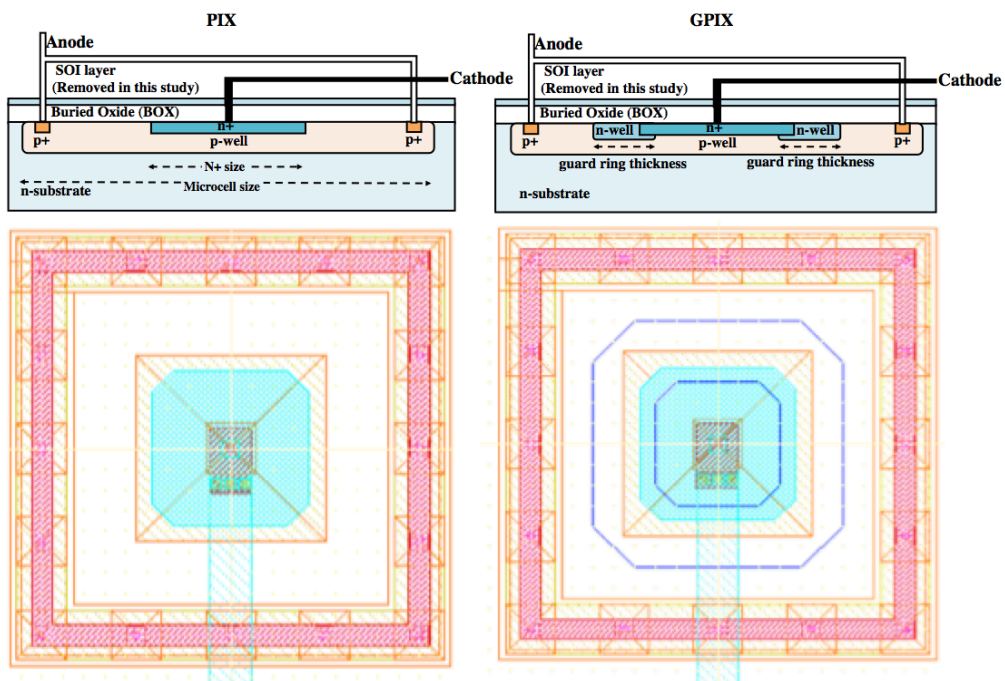 PIX
Anode
SOI layer
(Removed in this study)
Cathode
Buried Oxide (BOX)
n+
p+
p-well
p+
N+ size
Microcell size
n-substrate
GPIX
Anode
SOI layer
(Removed in this study)
Cathode
Buried Oxide (BOX)
n-well
n+
n-well
p+
p-well
p+
guard ring thickness
guard ring thickness
n-substrate